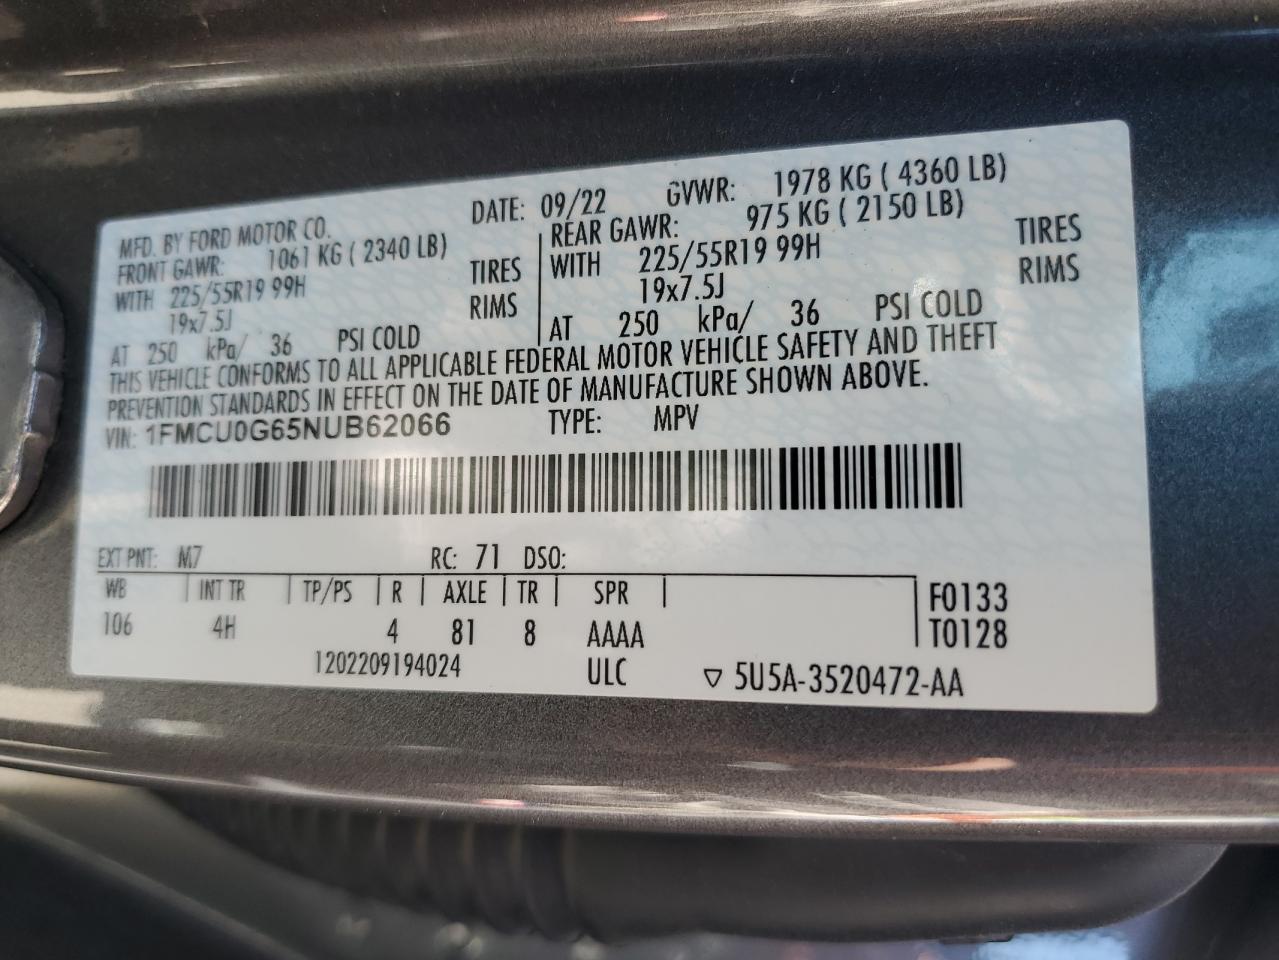 MFD. BY FORD MOTOR CO. DATE: 09/22 GVWR: 1978 KG ( 4360 LB)
FRONT GAWR: 1061 KG ( 2340 LB) REAR GAWR: 975 KG ( 2150 LB)
WITH 225/55R19 99H TIRES WITH 225/55R19 99H TIRES
19x7.5J RIMS 19x7.5J RIMS
AT 250 kPa/ 36 PSI COLD AT 250 kPa/ 36 PSI COLD
THIS VEHICLE CONFORMS TO ALL APPLICABLE FEDERAL MOTOR VEHICLE SAFETY AND THEFT
PREVENTION STANDARDS IN EFFECT ON THE DATE OF MANUFACTURE SHOWN ABOVE.
VIN: 1FMCU0G65NUB62066 TYPE: MPV
EXT PNT: M7 RC: 71 DSO:
WB INT TR TP/PS R AXLE TR SPR F0133
106 4H 4 81 8 AAAA T0128
1202209194024 ULC ▽ 5U5A-3520472-AA